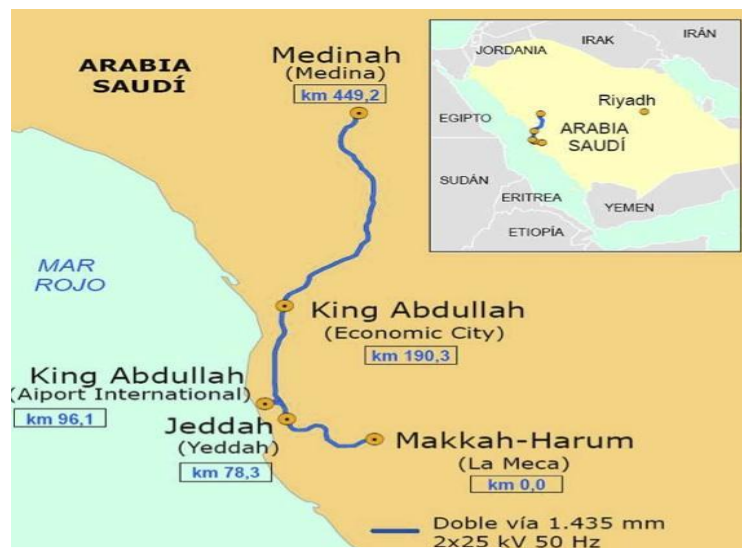 Medinah
(Medina)
km 449,2
ARABIA
SAUDÍ
JORDANIA
IRAK
IRÁN
Riyadh
EGIPTO
ARABIA
SAUDÍ
SUDÁN
ERITREA
YEMEN
ETIOPÍA
MAR
ROJO
King Abdullah
(Economic City)
km 190,3
King Abdullah
(Aiport International)
km 96,1
Jeddah
(Yeddah)
km 78,3
Makkah-Harum
(La Meca)
km 0,0
Doble vía 1.435 mm
2x25 kV 50 Hz